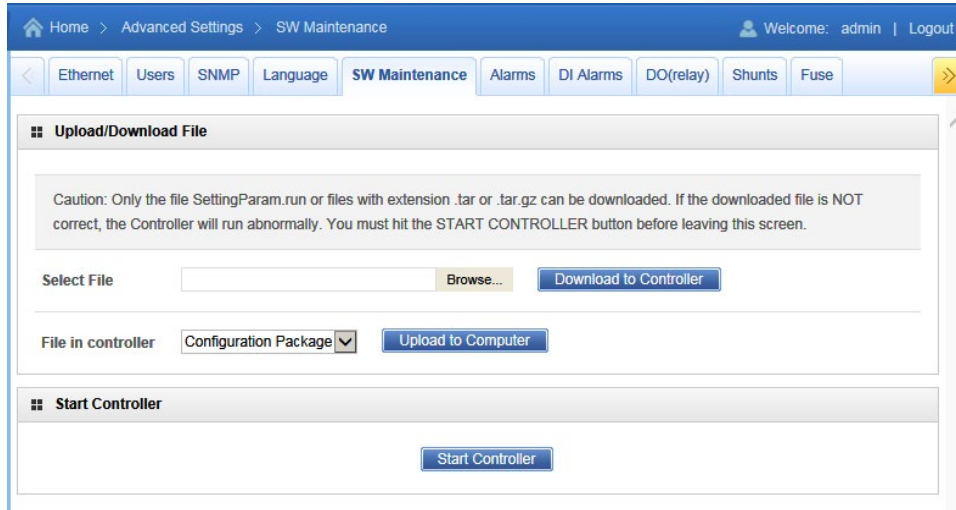 Home > Advanced Settings > SW Maintenance Welcome: admin | Logout
Ethernet Users SNMP Language SW Maintenance Alarms DI Alarms DO(relay) Shunts Fuse
Upload/Download File
Caution: Only the file SettingParam.run or files with extension .tar or .tar.gz can be downloaded. If the downloaded file is NOT
correct, the Controller will run abnormally. You must hit the START CONTROLLER button before leaving this screen.
Select File Browse... Download to Controller
File in controller Configuration Package Upload to Computer
Start Controller
Start Controller